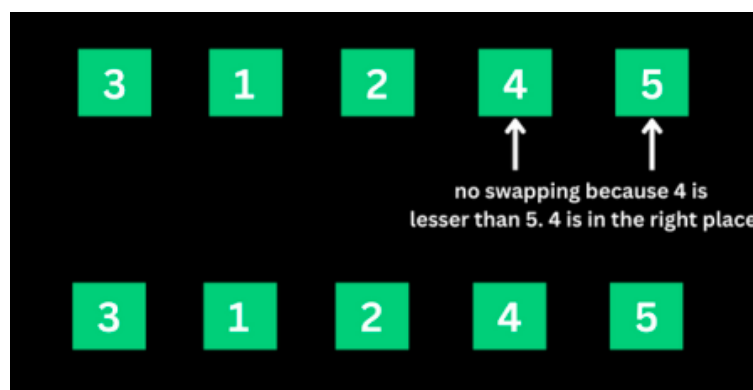 3 1 2 4 5
no swapping because 4 is
lesser than 5. 4 is in the right place
3 1 2 4 5